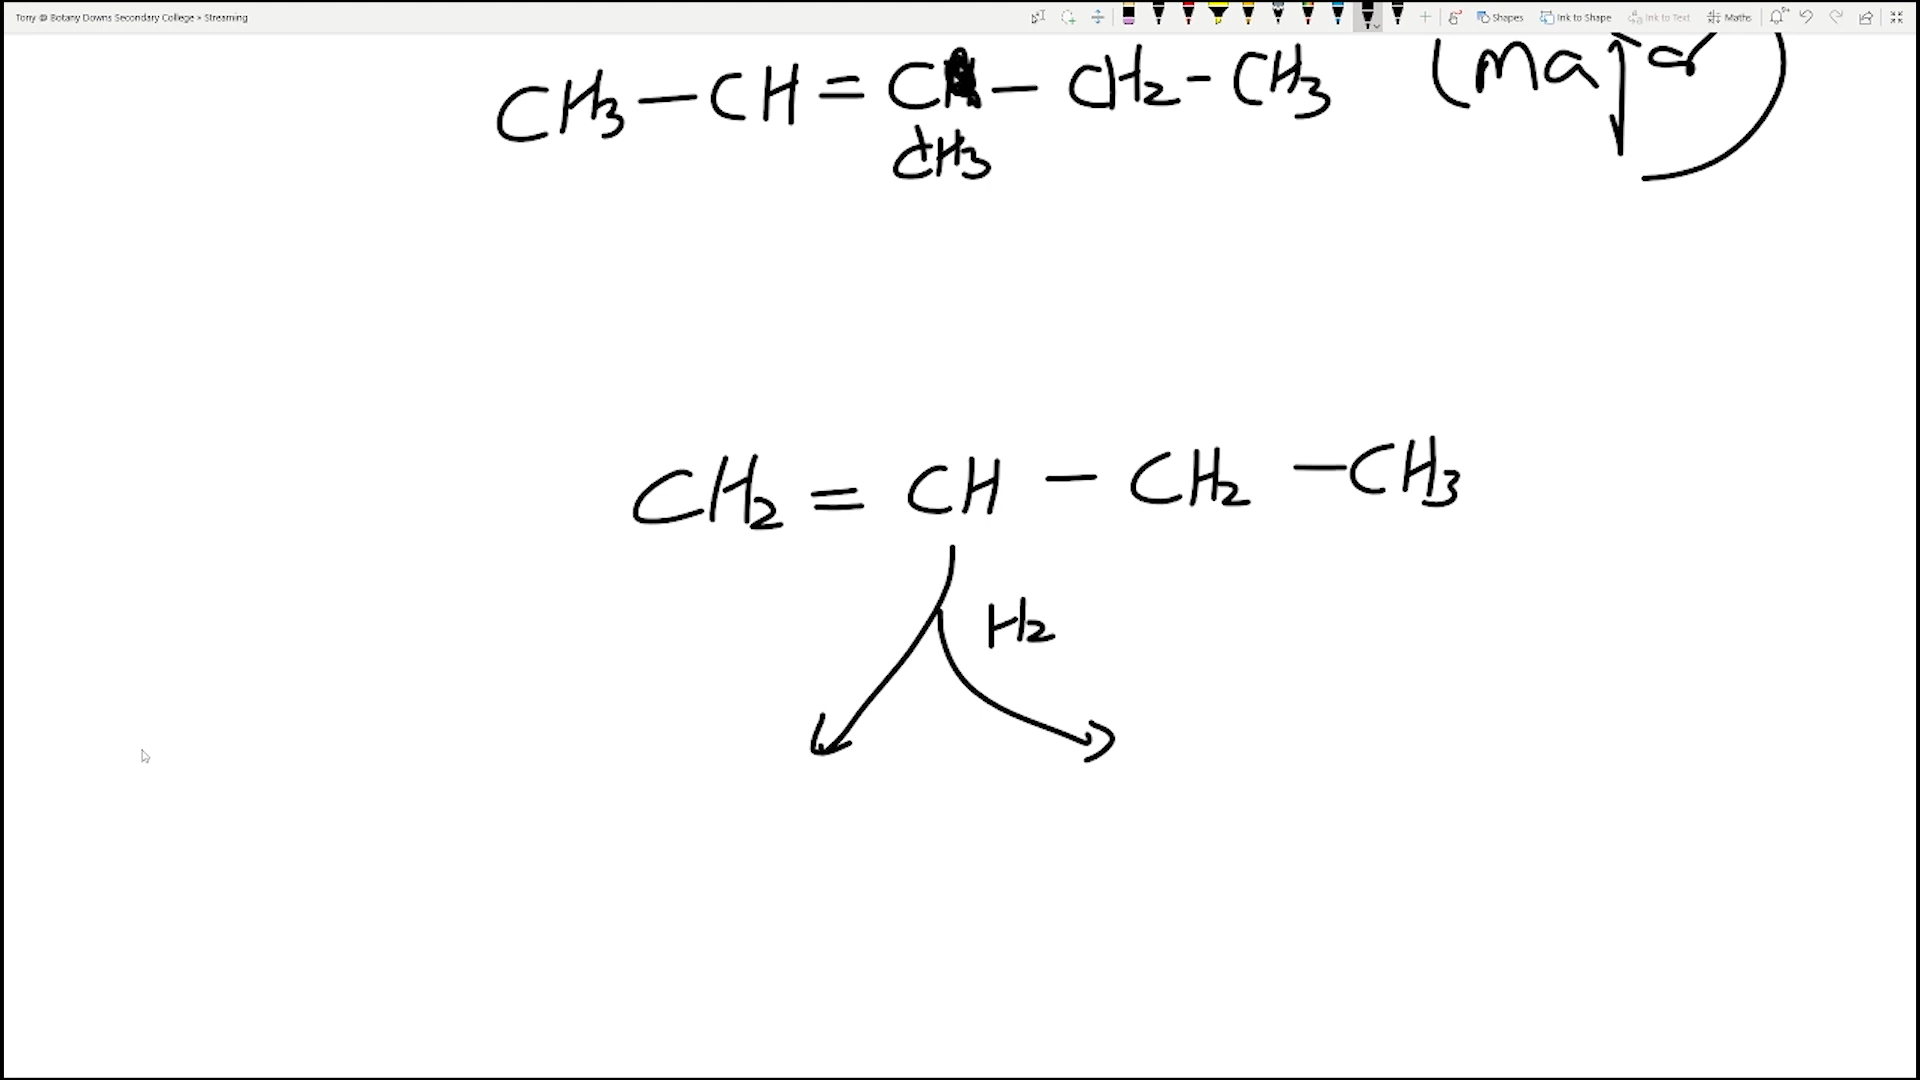 Tony @ Botany Downs Secondary College » Streaming
Shapes Ink to Shape Ink to Text Maths
CH3 — CH = C — CH2 - CH3 (major)
CH3
CH2 = CH — CH2 — CH3
H2